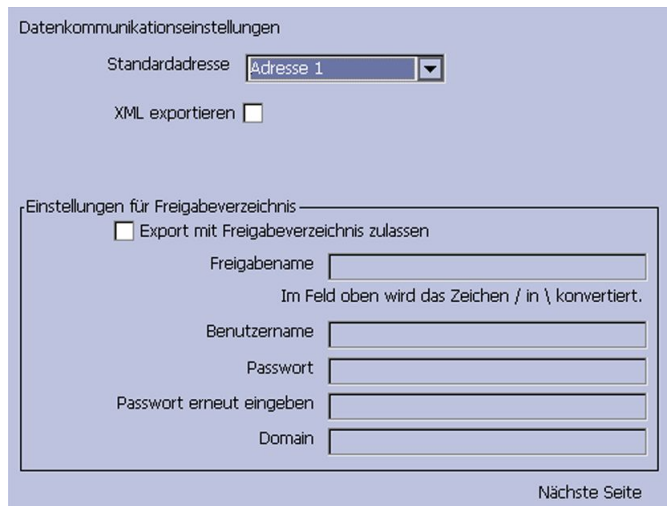 Datenkommunikationseinstellungen
Standardadresse Adresse 1
XML exportieren
Einstellungen für Freigabeverzeichnis
Export mit Freigabeverzeichnis zulassen
Freigabename
Im Feld oben wird das Zeichen / in \ konvertiert.
Benutzername
Passwort
Passwort erneut eingeben
Domain
Nächste Seite